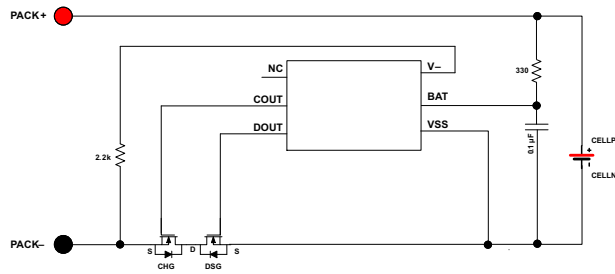 PACK+
NC
V–
330
COUT
BAT
DOUT
VSS
0.1 µF
CELLP
+
2.2k
-
CELLN
PACK–
S
D
S
CHG
DSG